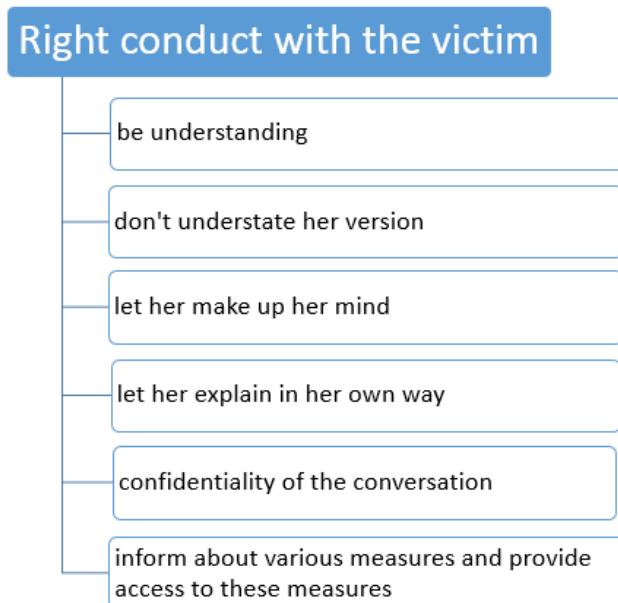 Right conduct with the victim
be understanding
don't understate her version
let her make up her mind
let her explain in her own way
confidentiality of the conversation
inform about various measures and provide
access to these measures